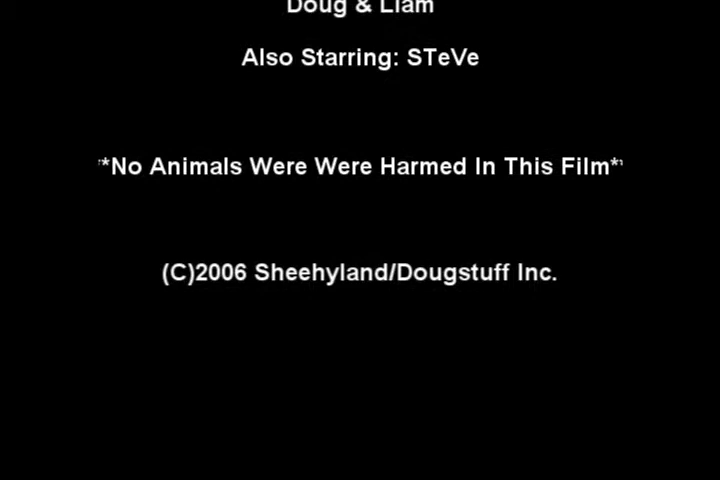 Doug & Liam
Also Starring: STeVe
**No Animals Were Were Harmed In This Film**
(C)2006 Sheehyland/Dougstuff Inc.